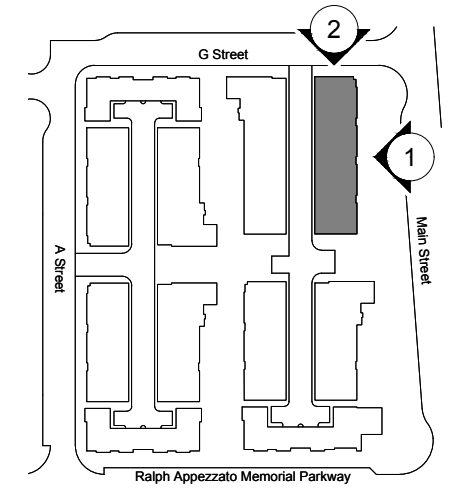 2
G Street
1
A Street
Main Street
Ralph Appezzato Memorial Parkway